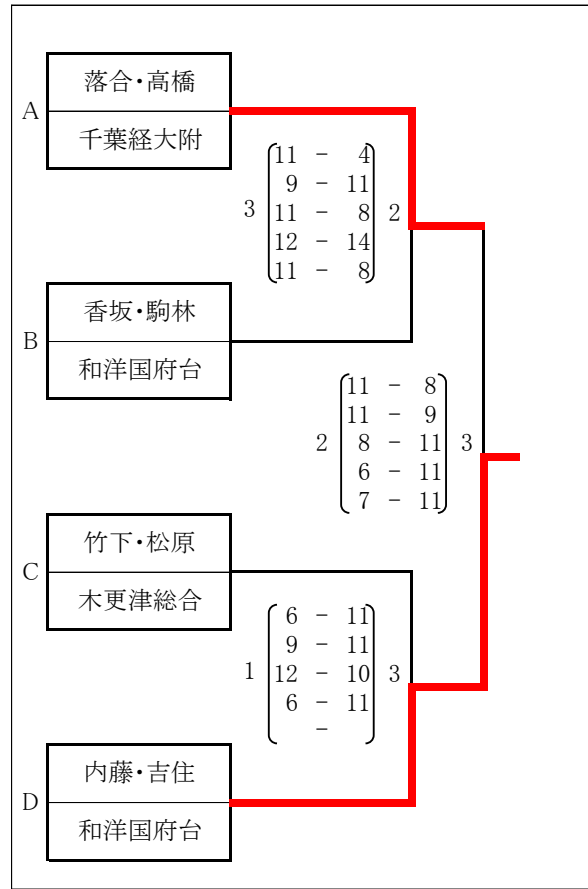 落合・高橋
A
千葉経大附
11 - 4
9 - 11
3 11 - 8 2
12 - 14
11 - 8
香坂・駒林
B
和洋国府台
11 - 8
11 - 9
2 8 - 11 3
6 - 11
7 - 11
竹下・松原
C
木更津総合
6 - 11
9 - 11
1 12 - 10 3
6 - 11
-
内藤・吉住
D
和洋国府台